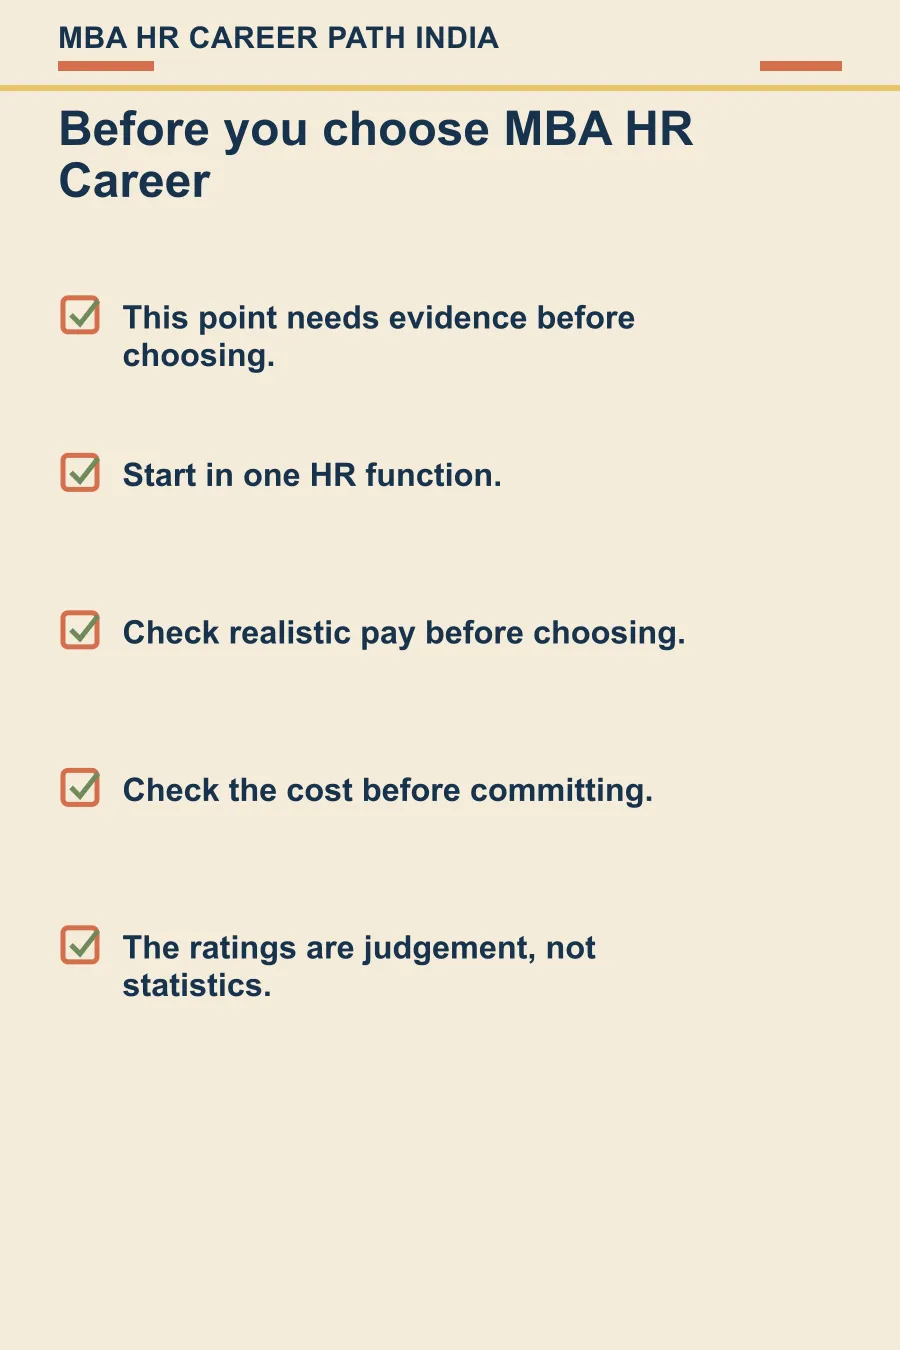 MBA HR CAREER PATH INDIA
Before you choose MBA HR
Career
This point needs evidence before
choosing.
Start in one HR function.
Check realistic pay before choosing.
Check the cost before committing.
The ratings are judgement, not
statistics.